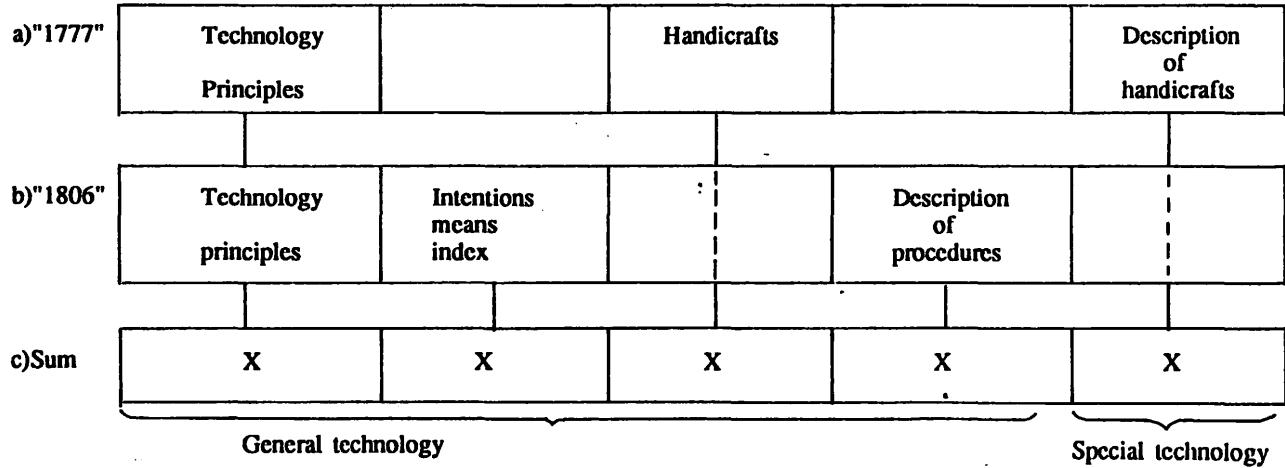 a)"1777"
Technology
Principles
Handicrafts
Description
of
handicrafts
b)"1806"
Technology
principles
Intentions
means
index
Description
of
procedures
c)Sum
X
X
X
X
X
General technology
Special technology